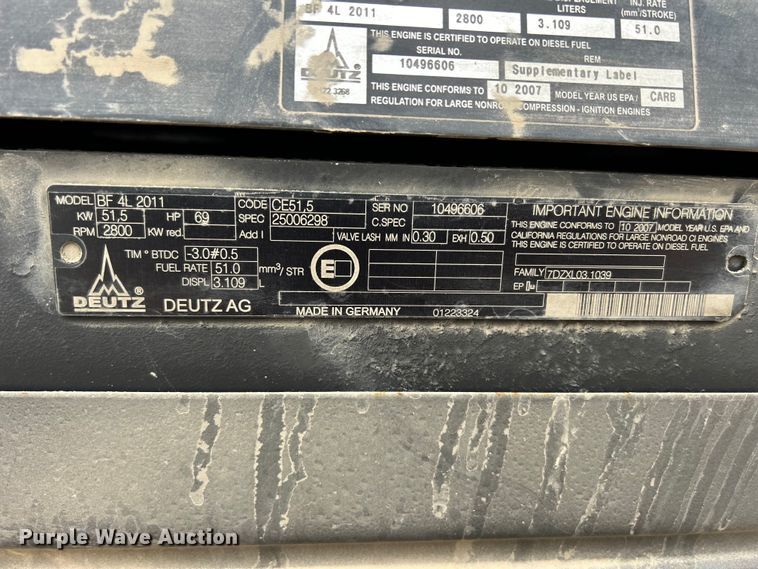 BF 4L 2011 2800 3.109 51.0
LITERS (mm³/STROKE)
INJ. RATE
THIS ENGINE IS CERTIFIED TO OPERATE ON DIESEL FUEL
SERIAL NO. REM
10496606 Supplementary Label
THIS ENGINE CONFORMS TO 10 2007 MODEL YEAR US EPA / CARB
REGULATION FOR LARGE NONROAD COMPRESSION - IGNITION ENGINES
DEUTZ
MODEL BF 4L 2011 CODE CE51,5 SER NO 10496606
KW 51,5 HP 69 SPEC 25006298 C.SPEC
RPM 2800 KW red. Add I VALVE LASH MM IN 0.30 EXH 0.50
TIM ° BTDC -3.0#0.5
FUEL RATE 51.0 mm³/ STR
DISPL 3.109 L
E
DEUTZ DEUTZ AG
MADE IN GERMANY 01223324
IMPORTANT ENGINE INFORMATION
THIS ENGINE CONFORMS TO 10 2007 MODEL YEAR U.S. EPA AND
CALIFORNIA REGULATIONS FOR LARGE NONROAD CI ENGINES
THIS ENGINE IS CERTIFIED TO OPERATE ON DIESEL FUEL
FAMILY 7DZXL03.1039
EP
Purple Wave Auction